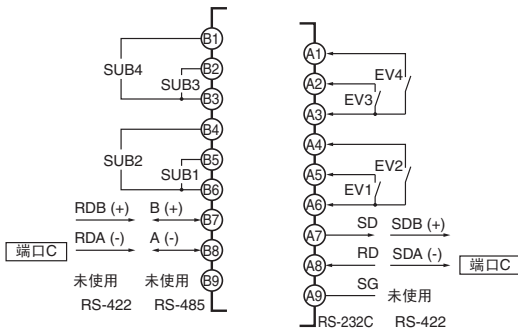 B1
SUB4
B2
SUB3
B3
B4
SUB2
B5
SUB1
B6
RDB (+) B (+) B7
RDA (-) A (-) B8
端口C
未使用 未使用 B9
RS-422 RS-485
A1
A2 EV4
EV3
A3
A4
A5 EV2
EV1
A6
A7 SD SDB (+)
A8 RD SDA (-) 端口C
A9 SG 未使用
RS-232C RS-422